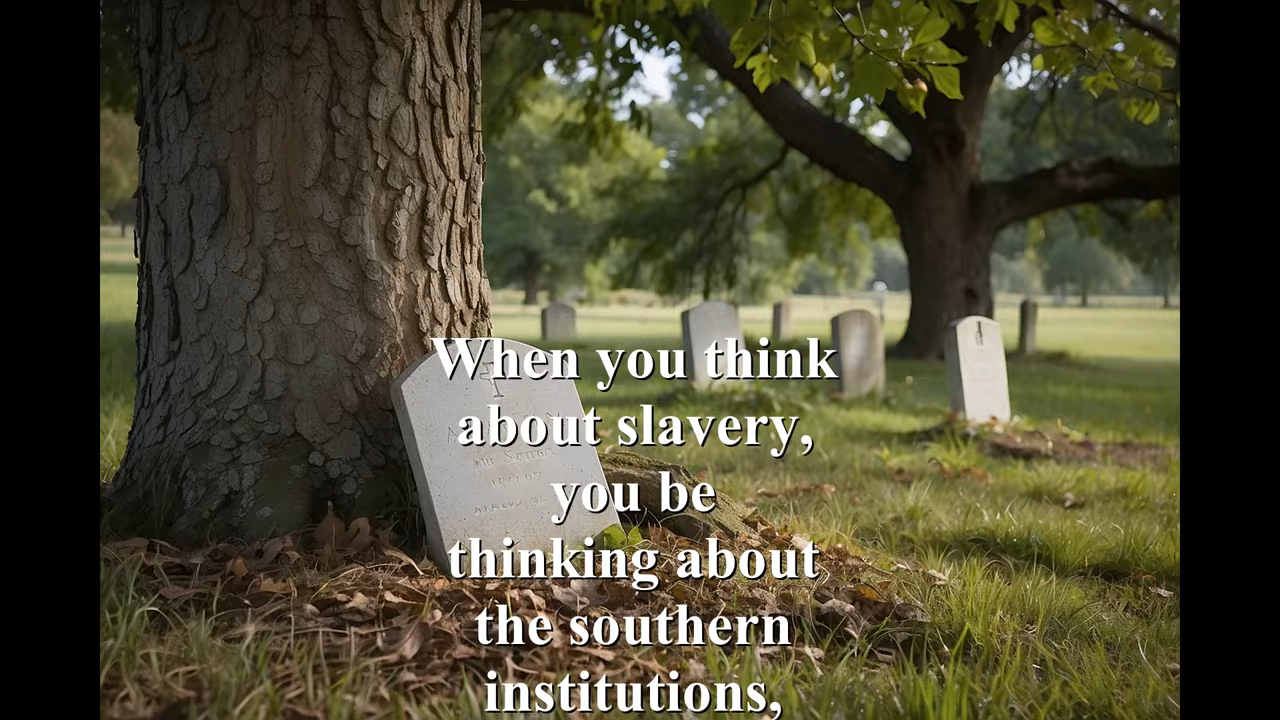 When you think
about slavery,
you be
thinking about
the southern
institutions,